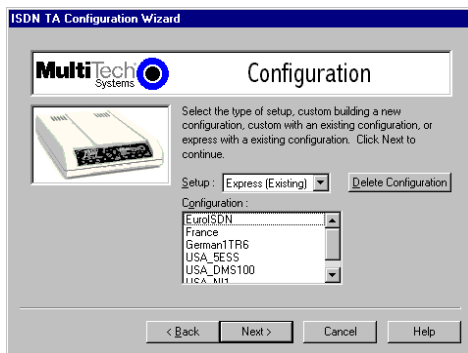 ISDN TA Configuration Wizard
MultiTech
Systems
Configuration
Select the type of setup, custom building a new
configuration, custom with an existing configuration, or
express with a existing configuration. Click Next to
continue.
Setup : Express (Existing) Delete Configuration
Configuration :
EuroISDN
France
German1TR6
USA_5ESS
USA_DMS100
USA_NI1
< Back Next > Cancel Help